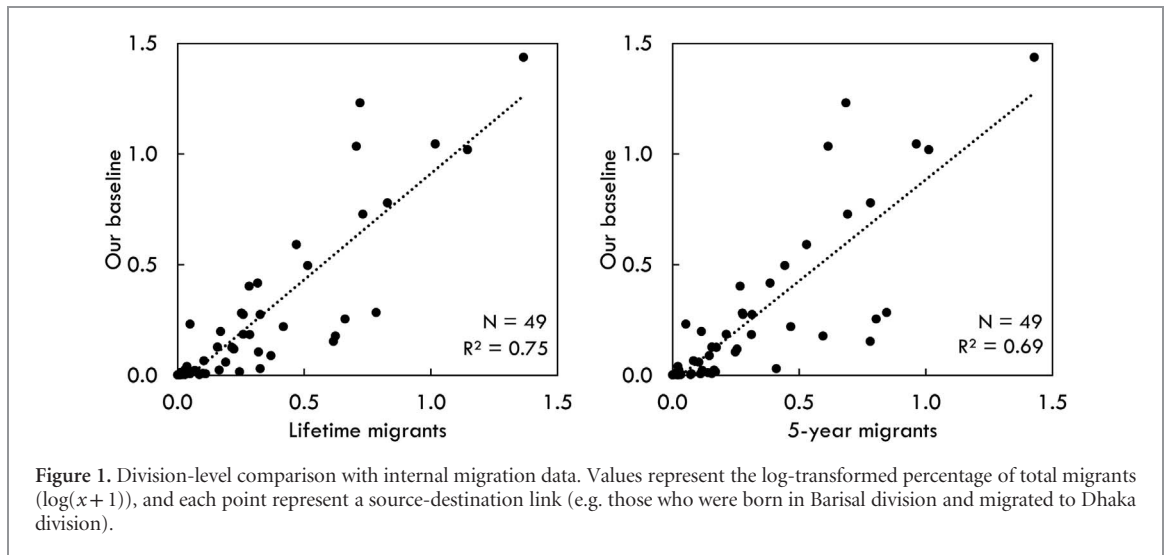 1.5
1.0
0.5
0.0
Our baseline
N = 49
R² = 0.75
0.0 0.5 1.0 1.5
Lifetime migrants
1.5
1.0
0.5
0.0
Our baseline
N = 49
R² = 0.69
0.0 0.5 1.0 1.5
5-year migrants
Figure 1. Division-level comparison with internal migration data. Values represent the log-transformed percentage of total migrants
(log(x + 1)), and each point represent a source-destination link (e.g. those who were born in Barisal division and migrated to Dhaka
division).